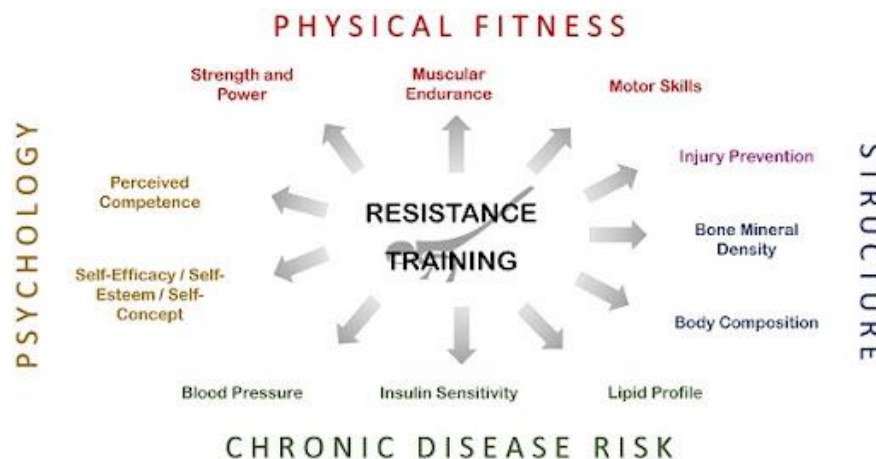 PHYSICAL FITNESS
Strength and
Power
Muscular
Endurance
Motor Skills
PSYCHOLOGY
Perceived
Competence
Self-Efficacy / Self-
Esteem / Self-
Concept
RESISTANCE
TRAINING
Injury Prevention
Bone Mineral
Density
Body Composition
STRUCTURE
Blood Pressure
Insulin Sensitivity
Lipid Profile
CHRONIC DISEASE RISK